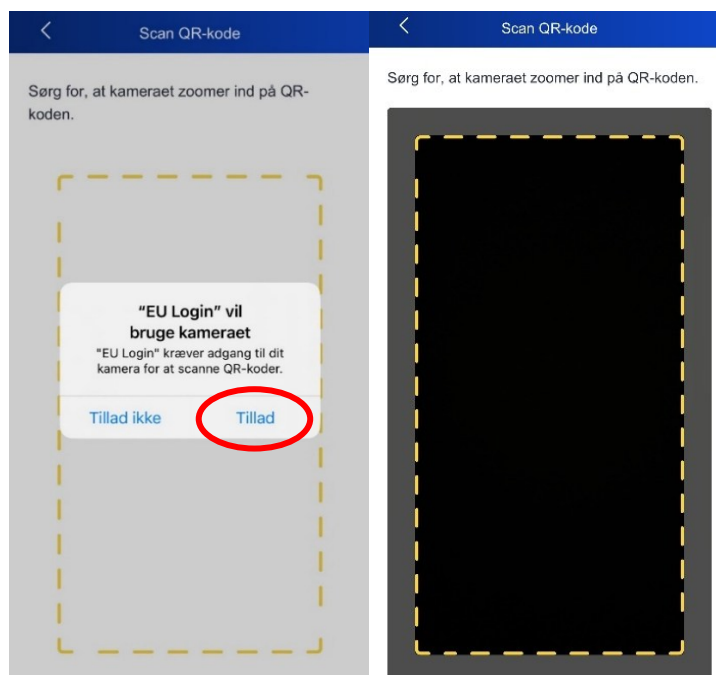 Scan QR-kode
Sørg for, at kameraet zoomer ind på QR-
koden.
"EU Login" vil
bruge kameraet
"EU Login" kræver adgang til dit
kamera for at scanne QR-koder.
Tillad ikke
Tillad
Scan QR-kode
Sørg for, at kameraet zoomer ind på QR-koden.